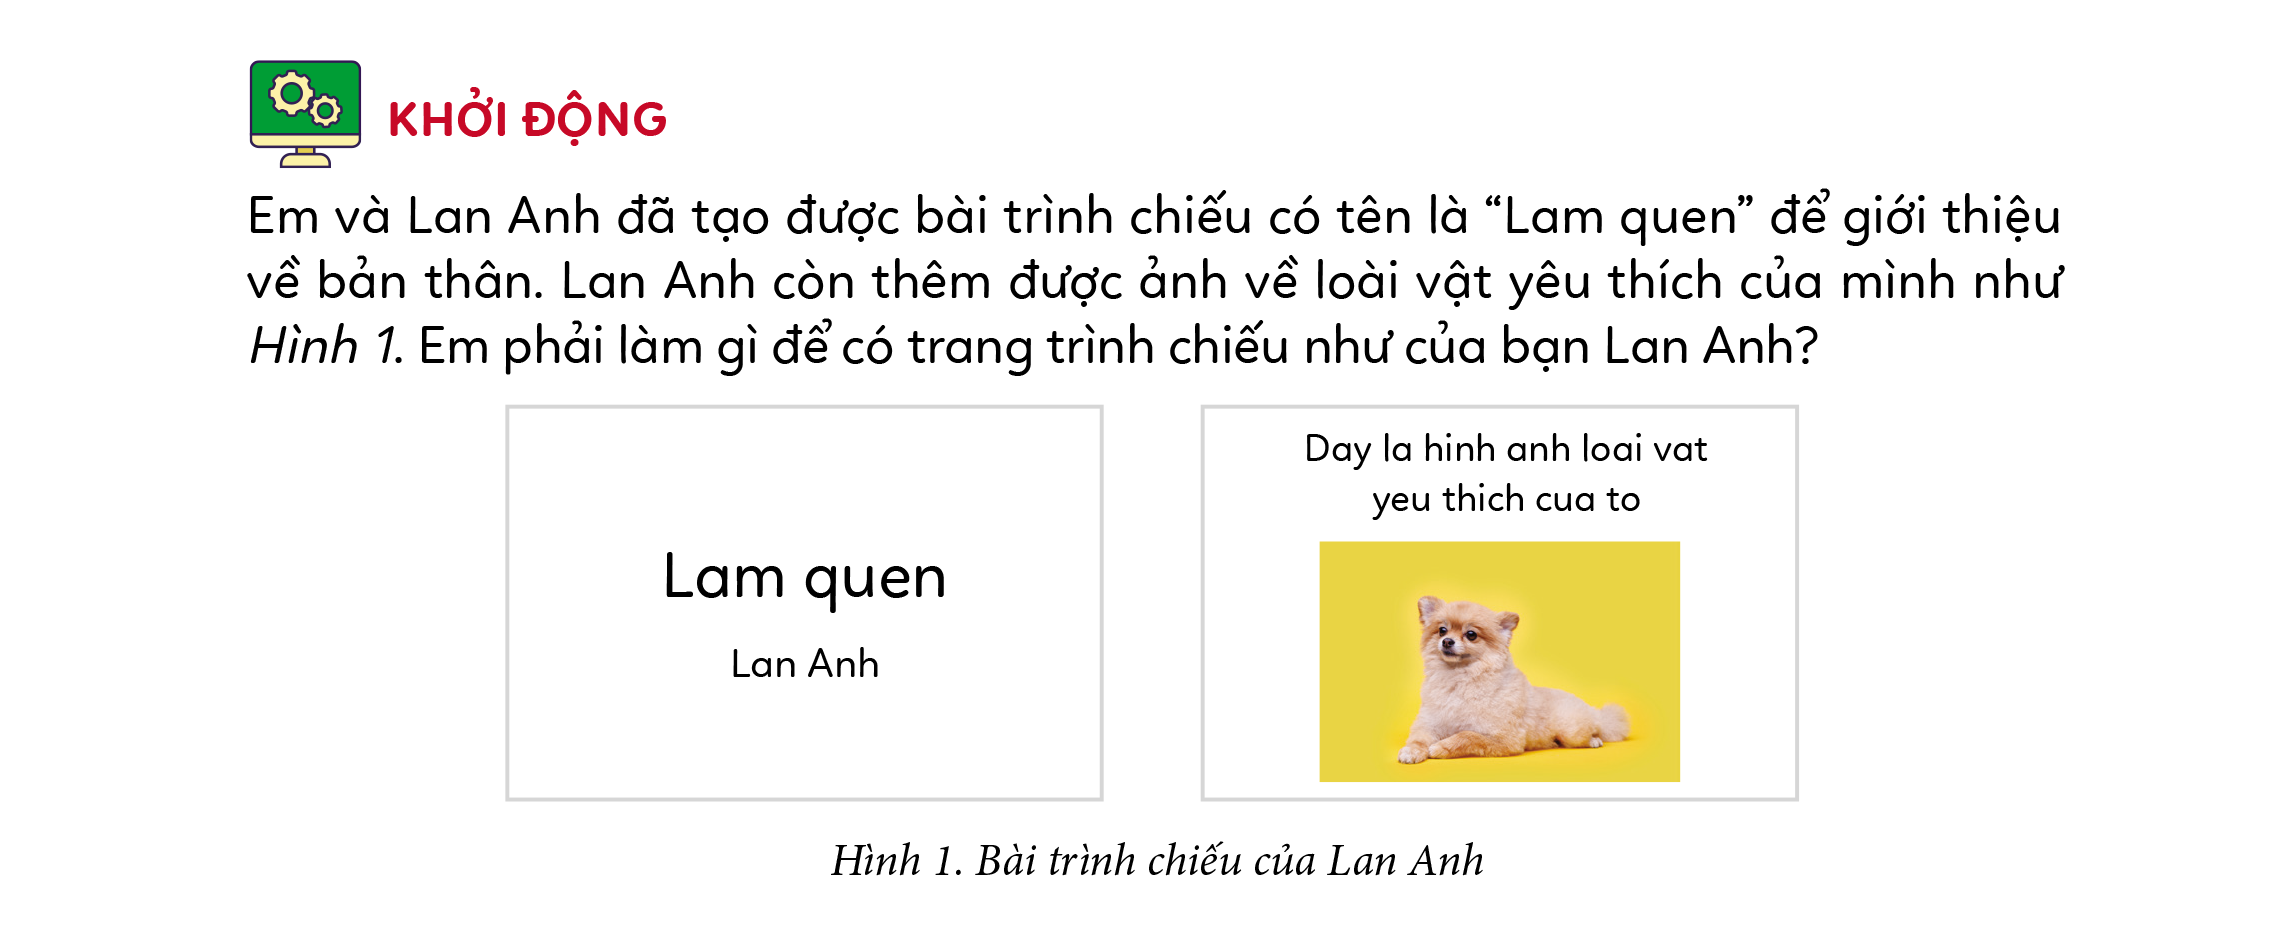 KHỞI ĐỘNG
Em và Lan Anh đã tạo được bài trình chiếu có tên là “Lam quen” để giới thiệu
về bản thân. Lan Anh còn thêm được ảnh về loài vật yêu thích của mình như
Hình 1. Em phải làm gì để có trang trình chiếu như của bạn Lan Anh?
Lam quen
Lan Anh
Day la hinh anh loai vat
yeu thich cua to
Hình 1. Bài trình chiếu của Lan Anh